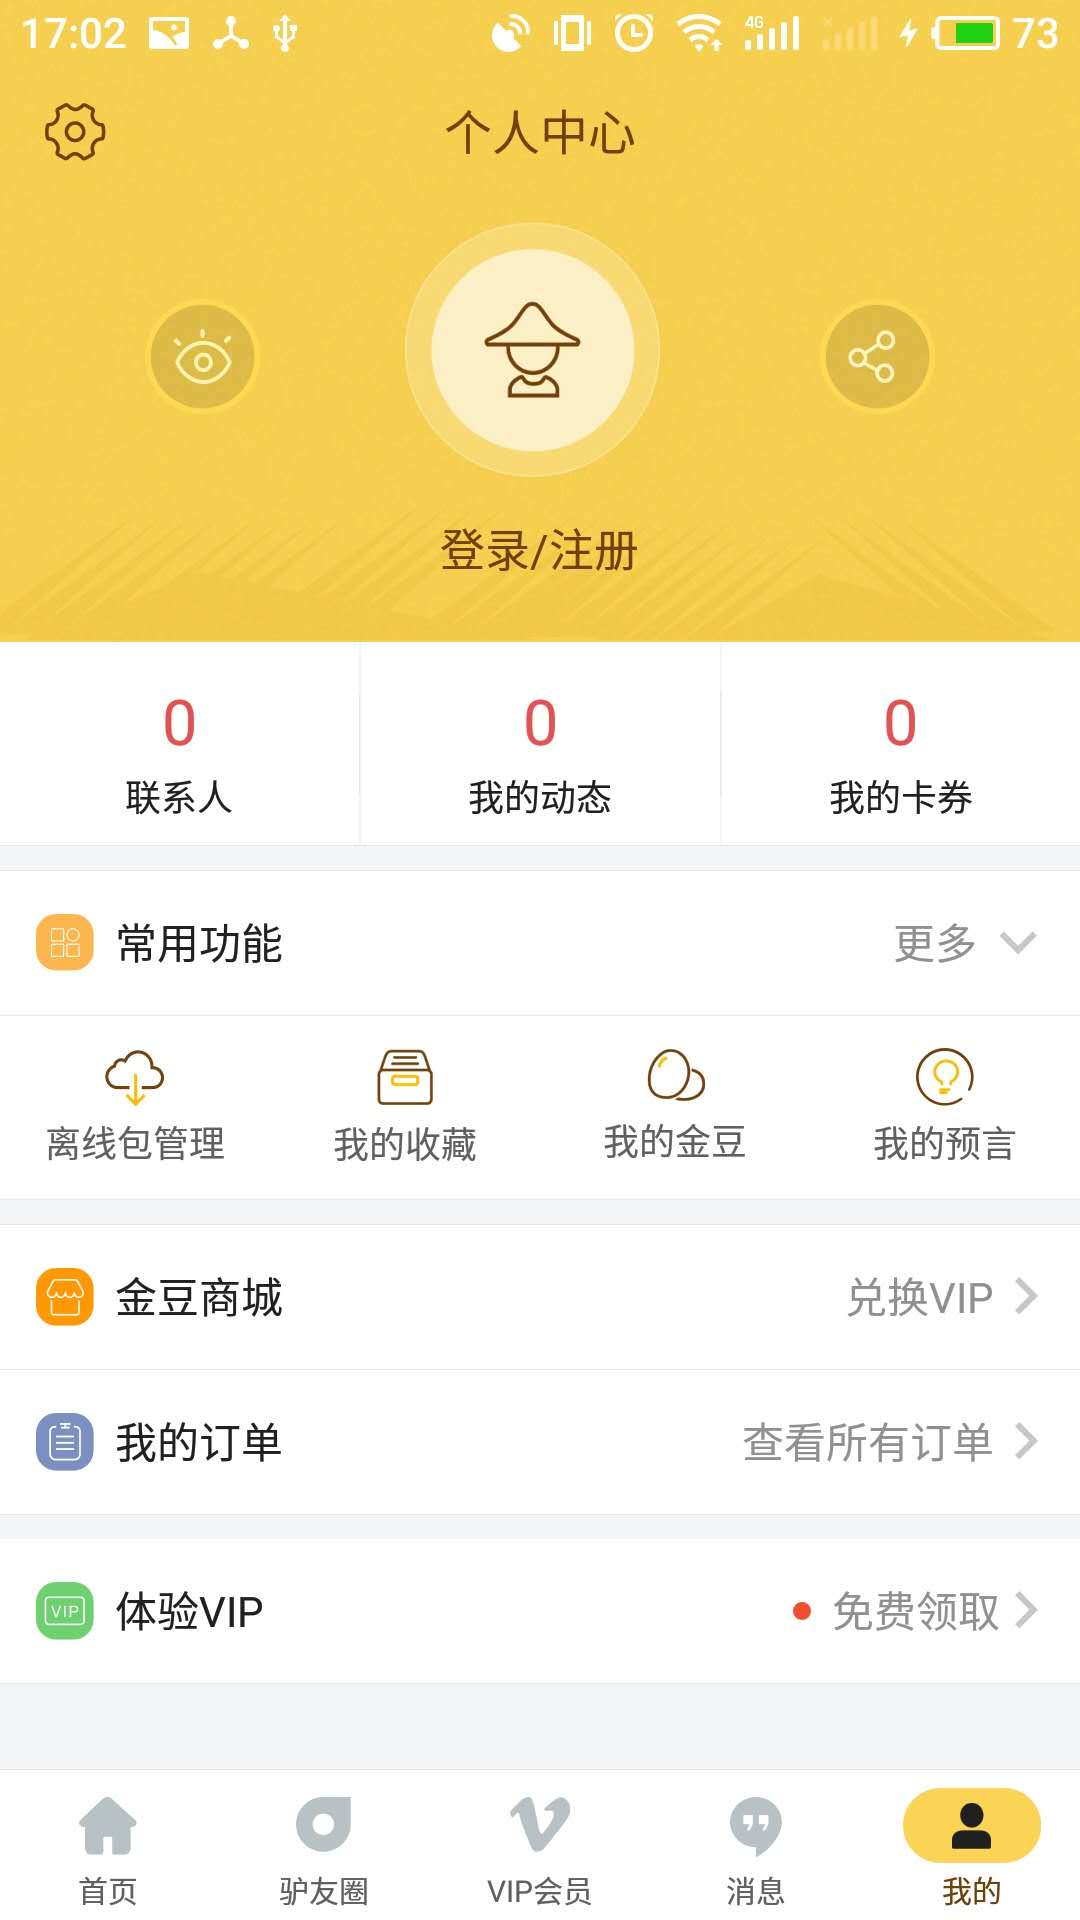 17:02 4G 73
个人中心
登录/注册
0 0 0
联系人 我的动态 我的卡券
常用功能 更多
离线包管理 我的收藏 我的金豆 我的预言
金豆商城 兑换VIP
我的订单 查看所有订单
VIP 体验VIP 免费领取
首页 驴友圈 VIP会员 消息 我的